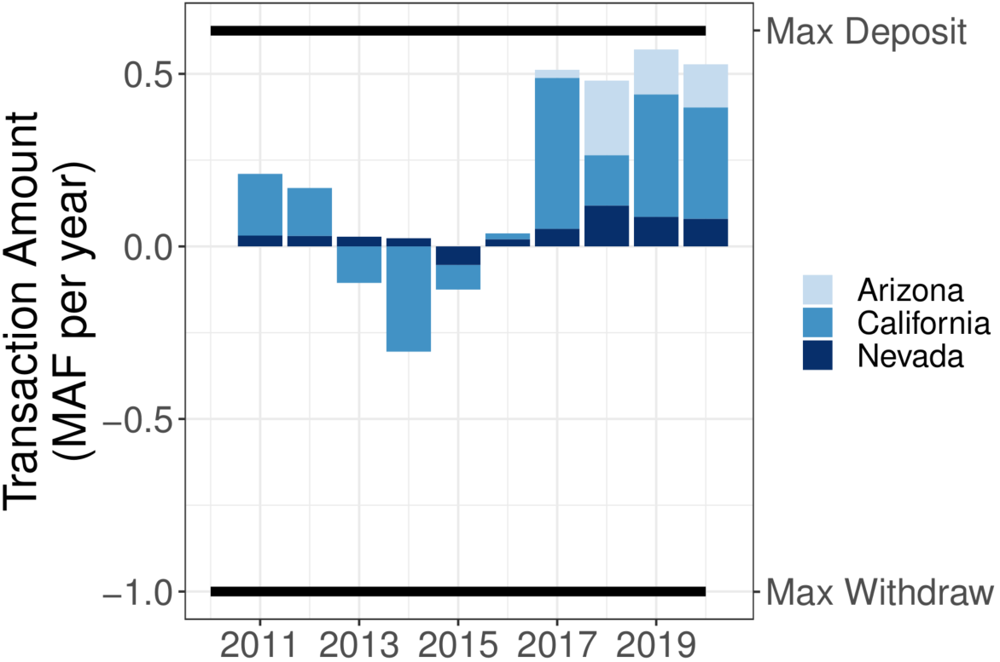 Transaction Amount
(MAF per year)
0.5
0.0
−0.5
−1.0
2011 2013 2015 2017 2019
Max Deposit
Max Withdraw
Arizona
California
Nevada